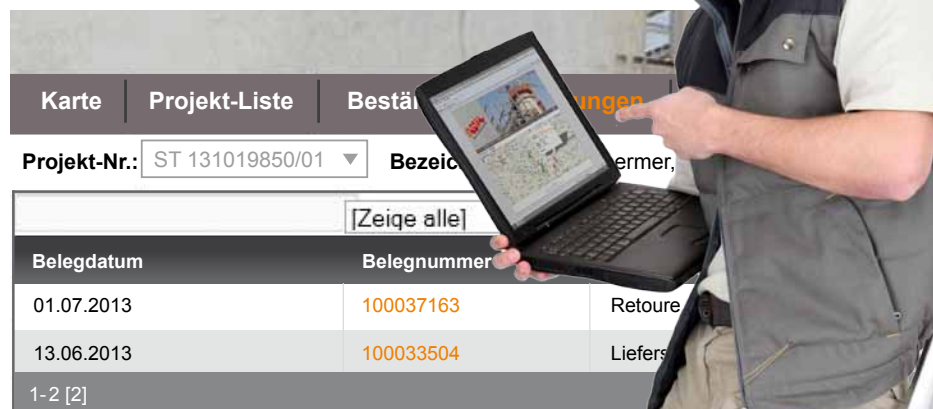 Karte Projekt-Liste Bestä ungen
Projekt-Nr.: ST 131019850/01 Bezeic ermer,
[Zeige alle]
Belegdatum Belegnummer
01.07.2013 100037163 Retoure
13.06.2013 100033504 Liefers
1-2 [2]